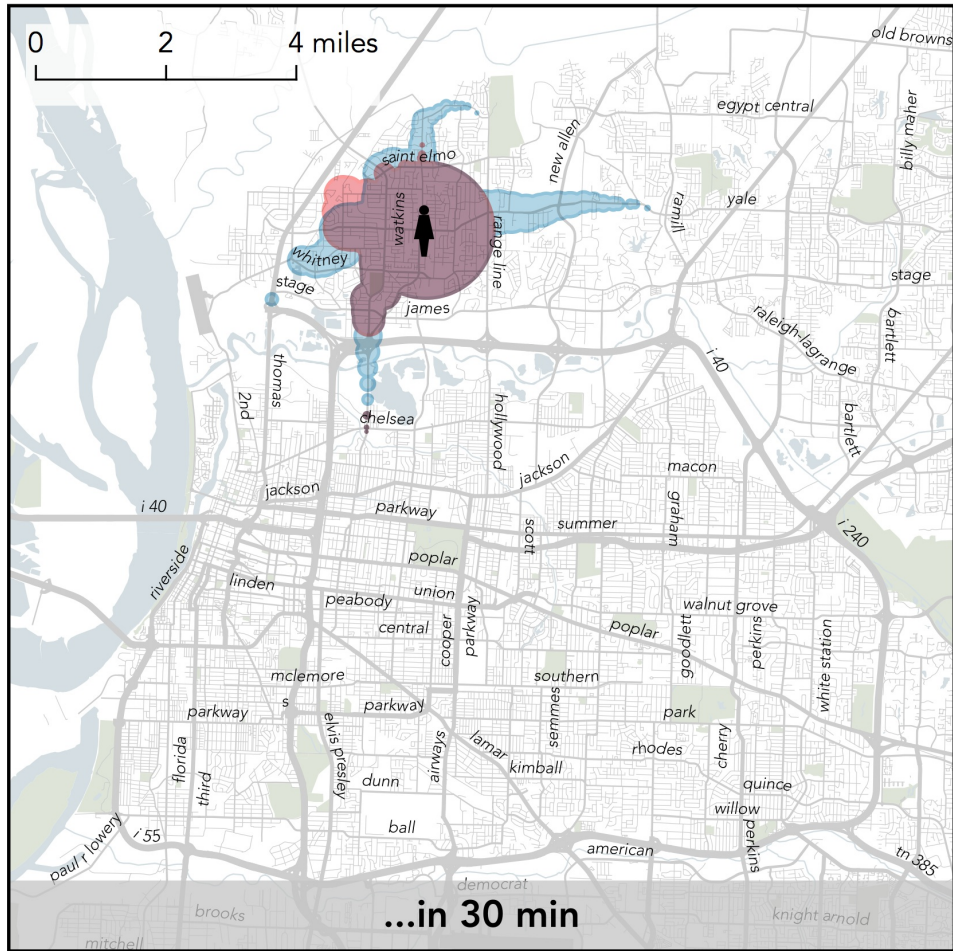 old browns
0 2 4 miles
egypt central
billy maher
new allen
saint elmo
ramill
yale
watkins
range line
whitney
stage
stage
james
raleigh-lagrange
bartlett
i 40
thomas
2nd
chelsea
hollywood
bartlett
jackson
macon
jackson
graham
i 40
parkway
scott
summer
i 240
poplar
riverside
linden
union
peabody
walnut grove
central
cooper
parkway
poplar
goodlett
perkins
white station
mclemore
southern
s
parkway
parkway
semmes
park
elvis presley
florida
third
airways
lamar
kimball
rhodes
cherry
dunn
quince
willow
perkins
ball
i 55
paul r lowery
american
tn 385
democrat
...in 30 min
brooks
knight arnold
mitchell